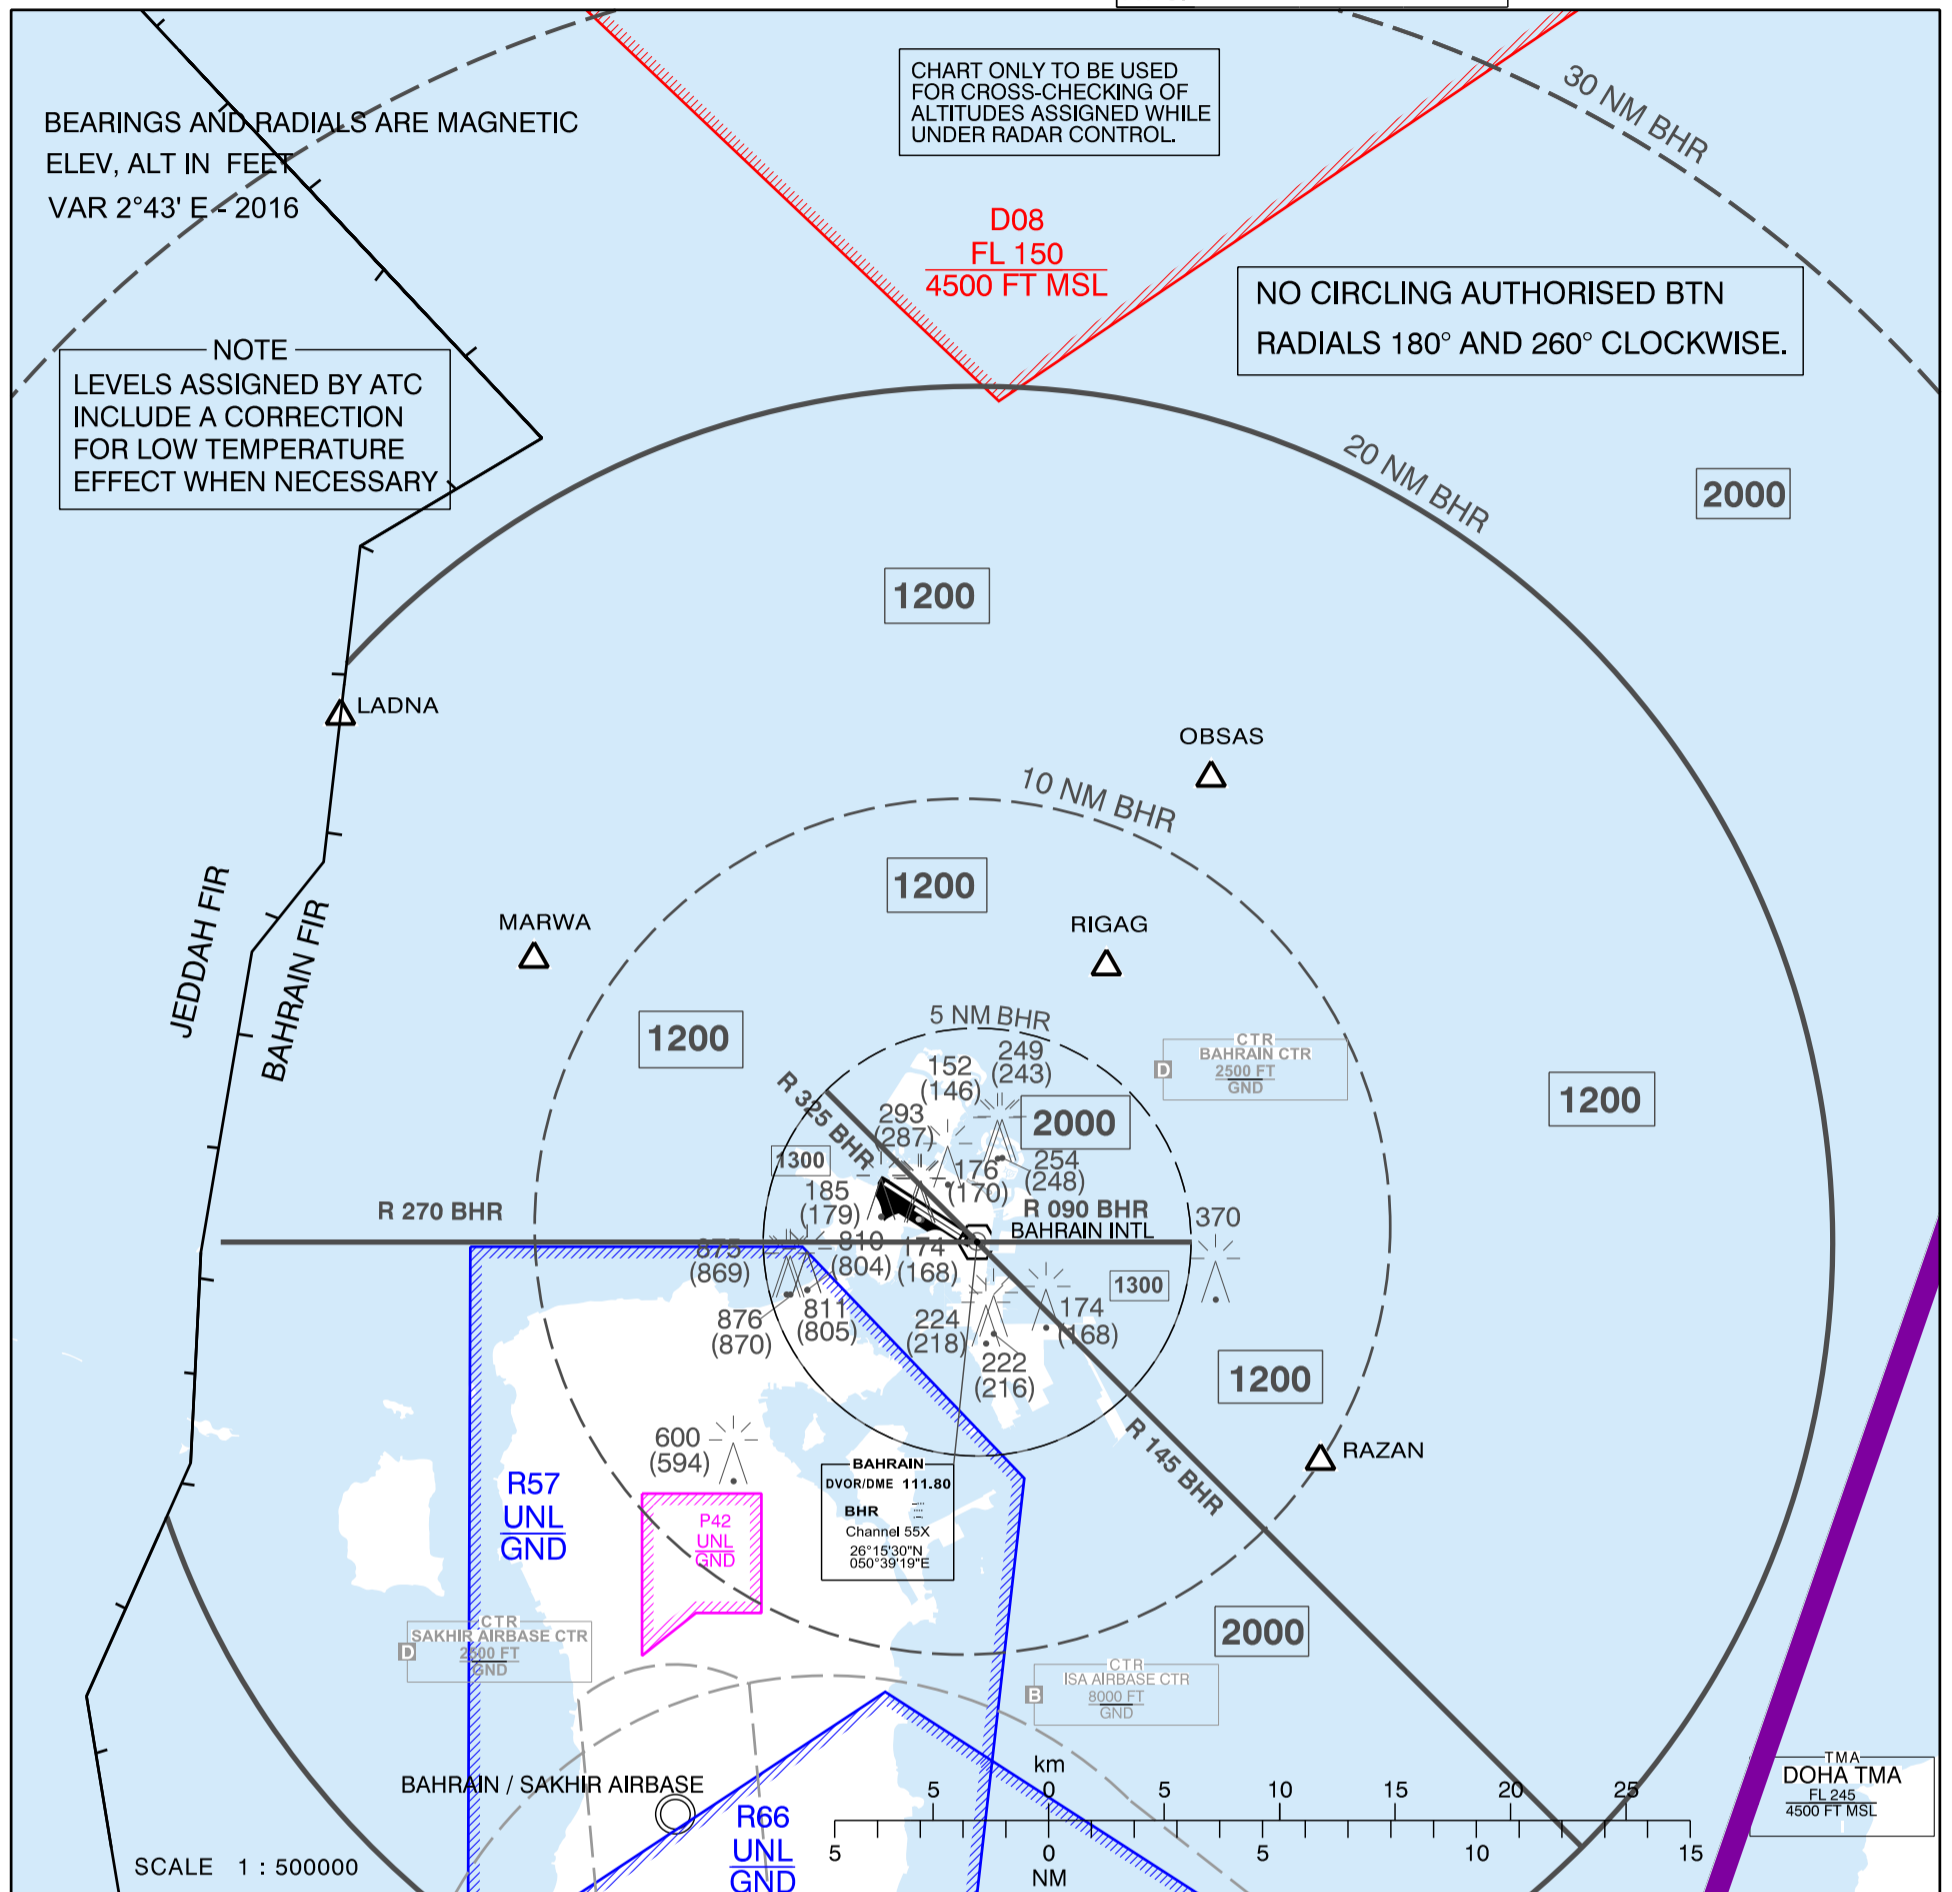 BEARINGS AND RADIALS ARE MAGNETIC
ELEV, ALT IN FEET
VAR 2°43' E - 2016
CHART ONLY TO BE USED
FOR CROSS-CHECKING OF
ALTITUDES ASSIGNED WHILE
UNDER RADAR CONTROL.
30 NM BHR
D08
FL 150
4500 FT MSL
NO CIRCLING AUTHORISED BTN
RADIALS 180° AND 260° CLOCKWISE.
NOTE
LEVELS ASSIGNED BY ATC
INCLUDE A CORRECTION
FOR LOW TEMPERATURE
EFFECT WHEN NECESSARY
20 NM BHR
2000
1200
LADNA
OBSAS
10 NM BHR
1200
MARWA
RIGAG
JEDDAH FIR
BAHRAIN FIR
1200
5 NM BHR
249
(243)
152
(146)
CTR
BAHRAIN CTR
2500 FT
GND
D
1200
R 325 BHR
293
(287)
2000
1300
176
(170)
254
(248)
185
(179)
R 270 BHR
R 090 BHR
BAHRAIN INTL
370
875
(869)
810
(804)
174
(168)
1300
876
(870)
811
(805)
224
(218)
174
(168)
222
(216)
1200
R 145 BHR
RAZAN
600
(594)
R57
UNL
GND
P42
UNL
GND
BAHRAIN
DVOR/DME 111.80
BHR
Channel 55X
26°15'30"N
050°39'19"E
2000
CTR
SAKHIR AIRBASE CTR
2500 FT
GND
D
CTR
ISA AIRBASE CTR
8000 FT
GND
B
BAHRAIN / SAKHIR AIRBASE
R66
UNL
GND
km
5 0 5 10 15 20 25
5 0 5 10 15
NM
TMA
DOHA TMA
FL 245
4500 FT MSL
SCALE 1 : 500000